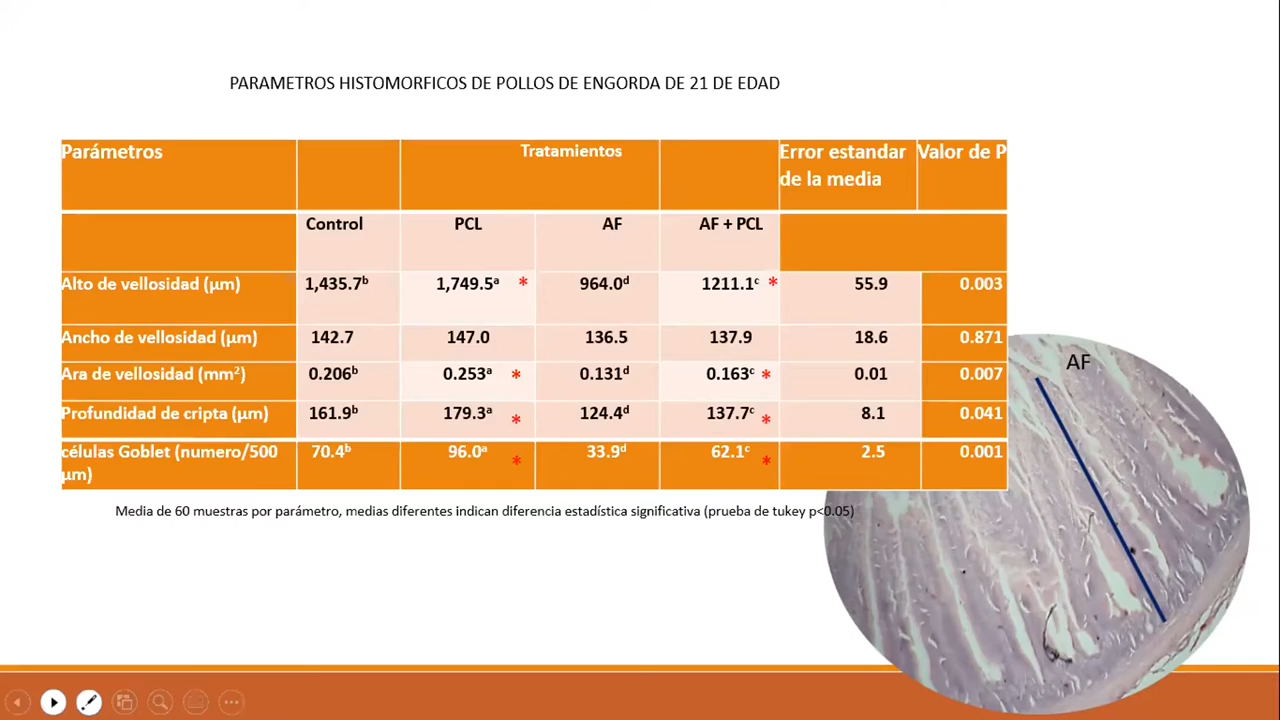 PARAMETROS HISTOMORFICOS DE POLLOS DE ENGORDA DE 21 DE EDAD
Parámetros Tratamientos Error estandar de la media Valor de P
Control PCL AF AF + PCL
Alto de vellosidad (µm) 1,435.7ᵇ 1,749.5ᵃ * 964.0ᵈ 1211.1ᶜ * 55.9 0.003
Ancho de vellosidad (µm) 142.7 147.0 136.5 137.9 18.6 0.871
Ara de vellosidad (mm²) 0.206ᵇ 0.253ᵃ * 0.131ᵈ 0.163ᶜ * 0.01 0.007
Profundidad de cripta (µm) 161.9ᵇ 179.3ᵃ * 124.4ᵈ 137.7ᶜ * 8.1 0.041
células Goblet (numero/500 µm) 70.4ᵇ 96.0ᵃ * 33.9ᵈ 62.1ᶜ * 2.5 0.001
Media de 60 muestras por parámetro, medias diferentes indican diferencia estadística significativa (prueba de tukey p<0.05)
AF